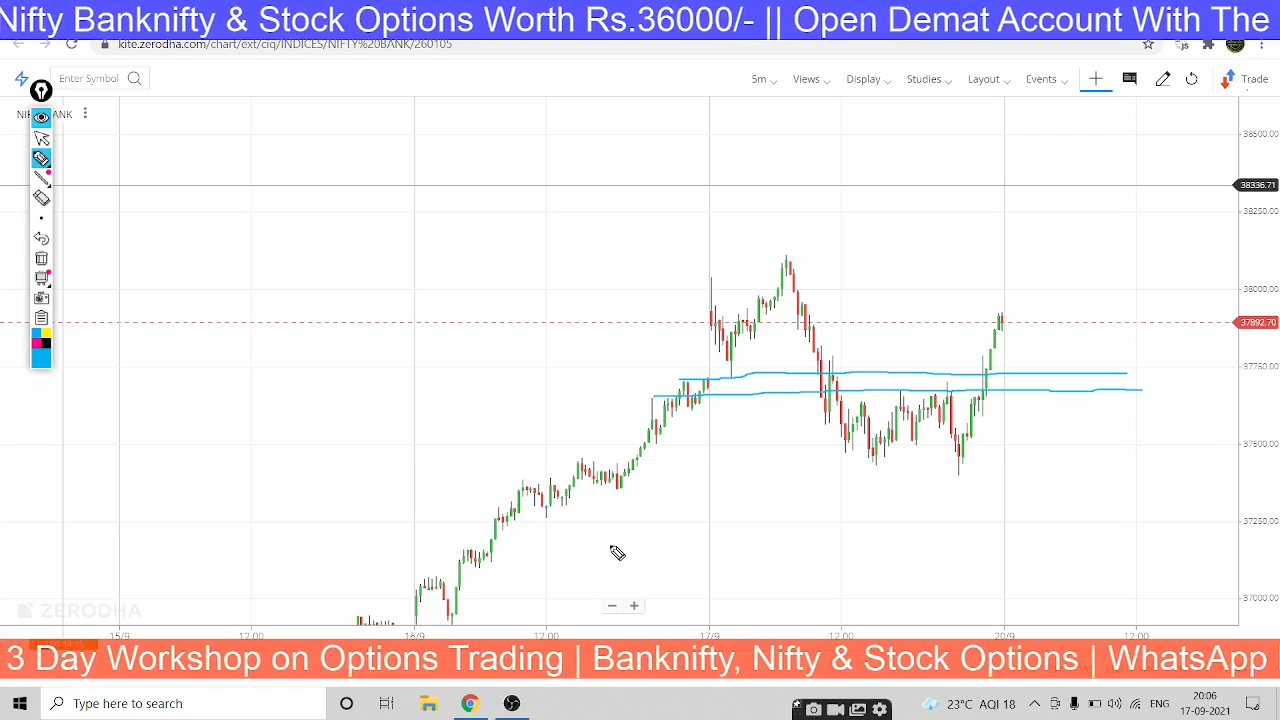 Nifty Banknifty & Stock Options Worth Rs.36000/- || Open Demat Account With The
kite.zerodha.com/chart/ext/ciq/INDICES/NIFTY%20BANK/260105
Enter Symbol
5m
Views
Display
Studies
Layout
Events
Trade
BANK
38500.00
38336.71
38250.00
38000.00
37892.70
37750.00
37500.00
37250.00
37000.00
ZERODHA
15/9
12:00
16/9
12:00
17/9
12:00
20/9
12:00
3 Day Workshop on Options Trading | Banknifty, Nifty & Stock Options | WhatsApp
Type here to search
23°C AQI 18
ENG
20:06
17-09-2021